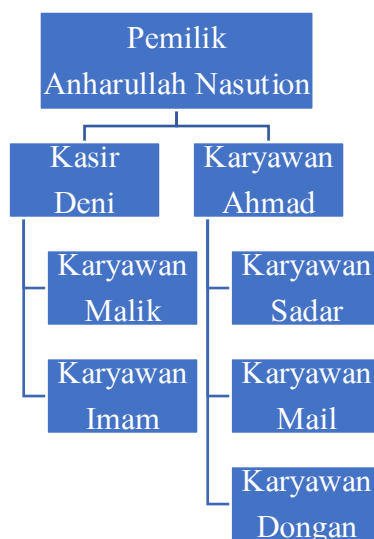 Pemilik
Anharullah Nasution
Kasir
Deni
Karyawan
Ahmad
Karyawan
Malik
Karyawan
Imam
Karyawan
Sadar
Karyawan
Mail
Karyawan
Dongan